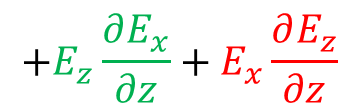 +E_z ∂E_x/∂z + E_x ∂E_z/∂z